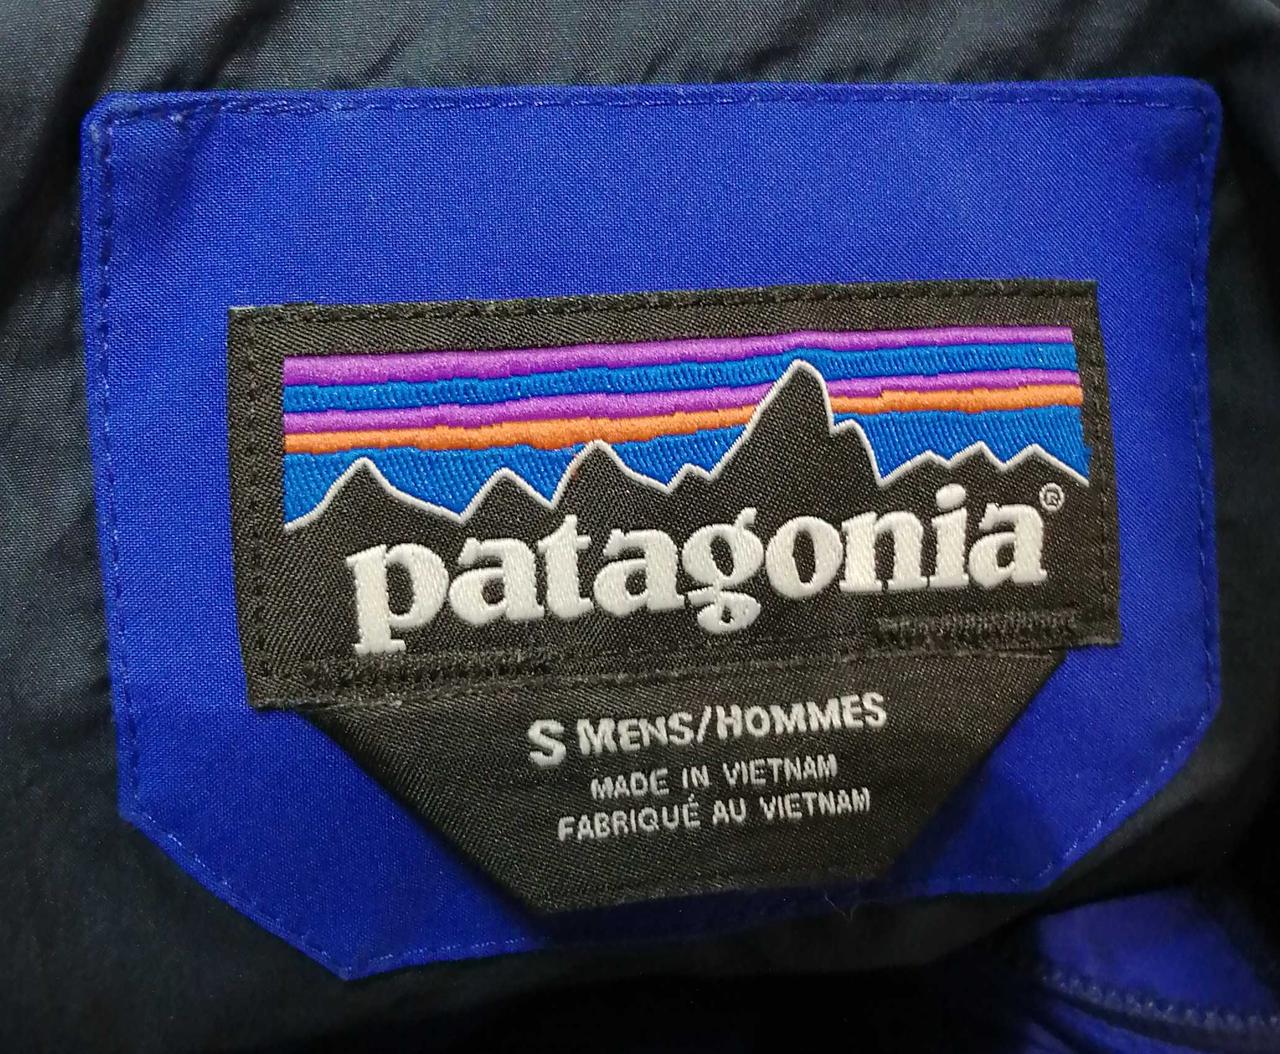 patagonia®
S MENS/HOMMES
MADE IN VIETNAM
FABRIQUÉ AU VIETNAM